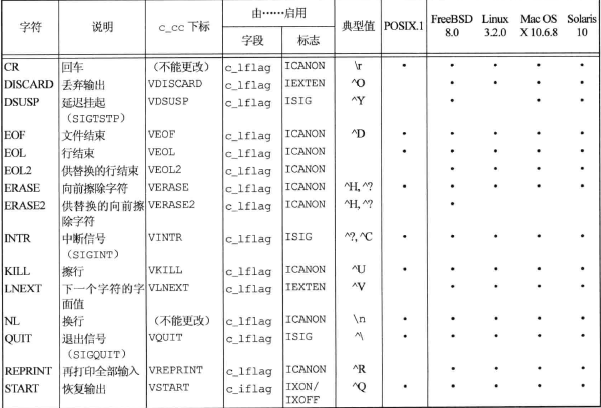 字符 说明 c_cc 下标 由……启用 典型值 POSIX.1 FreeBSD 8.0 Linux 3.2.0 Mac OS X 10.6.8 Solaris 10
字段 标志
CR 回车 （不能更改） c_lflag ICANON \r • • • • •
DISCARD 丢弃输出 VDISCARD c_lflag IEXTEN ^O • • • •
DSUSP 延迟挂起 VDSUSP c_lflag ISIG ^Y • • •
（SIGTSTP）
EOF 文件结束 VEOF c_lflag ICANON ^D • • • • •
EOL 行结束 VEOL c_lflag ICANON • • • • •
EOL2 供替换的行结束 VEOL2 c_lflag ICANON • • • •
ERASE 向前擦除字符 VERASE c_lflag ICANON ^H, ^? • • • • •
ERASE2 供替换的向前擦 VERASE2 c_lflag ICANON ^H, ^? •
除字符
INTR 中断信号 VINTR c_lflag ISIG ^?, ^C • • • • •
（SIGINT）
KILL 擦行 VKILL c_lflag ICANON ^U • • • • •
LNEXT 下一个字符的字 VLNEXT c_lflag IEXTEN ^V • • • •
面值
NL 换行 （不能更改） c_lflag ICANON \n • • • • •
QUIT 退出信号 VQUIT c_lflag ISIG ^\ • • • • •
（SIGQUIT）
REPRINT 再打印全部输入 VREPRINT c_lflag ICANON ^R • • • •
START 恢复输出 VSTART c_iflag IXON/ ^Q • • • • •
IXOFF